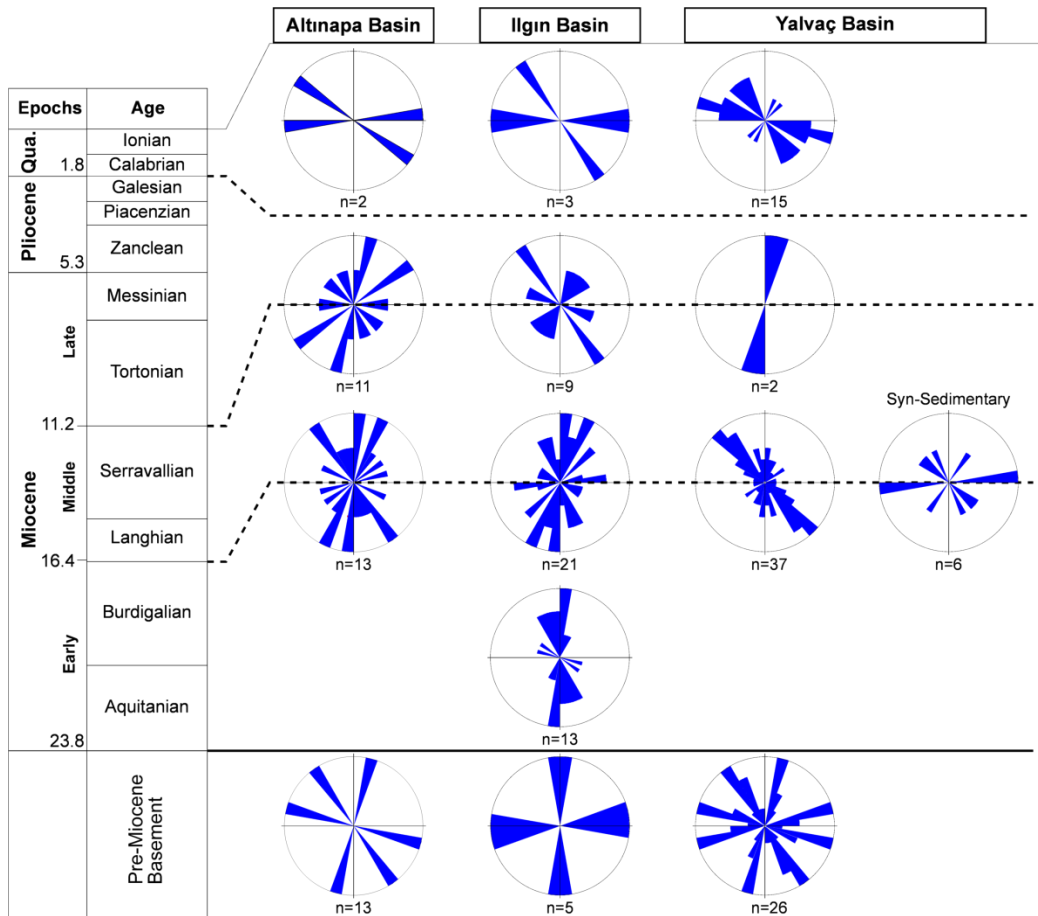 Altınapa Basin
Ilgın Basin
Yalvaç Basin
Epochs
Age
Qua.
Ionian
1.8
Calabrian
n=2
n=3
n=15
Pliocene
Galesian
Piacenzian
Zanclean
5.3
Miocene
Late
Messinian
Tortonian
n=11
n=9
n=2
11.2
Syn-Sedimentary
Middle
Serravallian
Langhian
16.4
n=13
n=21
n=37
n=6
Early
Burdigalian
Aquitanian
23.8
n=13
Pre-Miocene
Basement
n=13
n=5
n=26